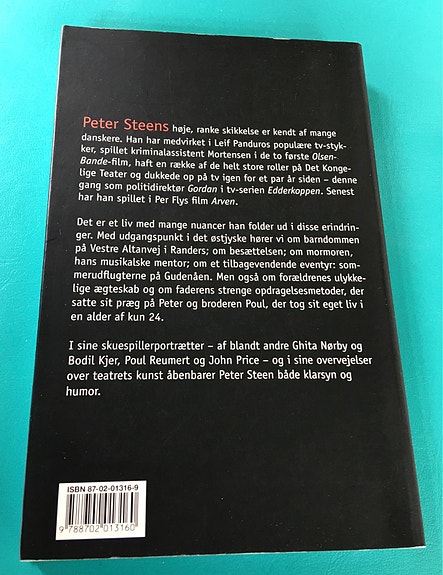 Peter Steens høje, ranke skikkelse er kendt af mange
danskere. Han har medvirket i Leif Panduros populære tv-styk-
ker, spillet kriminalassistent Mortensen i de to første Olsen-
Bande-film, haft en række af de helt store roller på Det Konge-
lige Teater og dukkede op på tv igen for et par år siden – denne
gang som politidirektør Gordan i tv-serien Edderkoppen. Senest
har han spillet i Per Flys film Arven.
Det er et liv med mange nuancer han folder ud i disse erindrin-
ger. Med udgangspunkt i det østjyske hører vi om barndommen
på Vestre Altanvej i Randers; om besættelsen; om mormoren,
hans musikalske mentor; om et tilbagevendende eventyr: som-
merudflugterne på Gudenåen. Men også om forældrenes ulykke-
lige ægteskab og om faderens strenge opdragelsesmetoder, der
satte sit præg på Peter og broderen Poul, der tog sit eget liv i
en alder af kun 24.
I sine skuespillerportrætter – af blandt andre Ghita Nørby og
Bodil Kjer, Poul Reumert og John Price – og i sine overvejelser
over teatrets kunst åbenbarer Peter Steen både klarsyn og
humor.
ISBN 87-02-01316-9
9 788702 013160